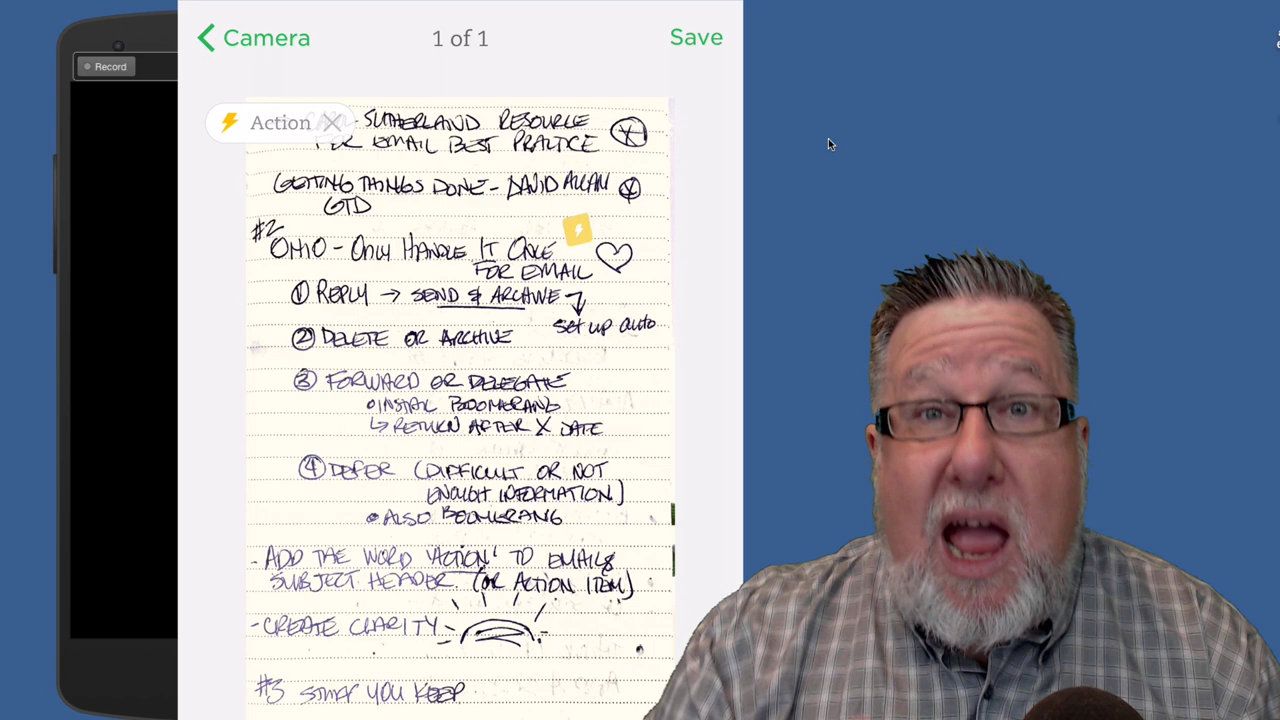 Camera
1 of 1
Save
Record
Action
- SUTHERLAND RESOURCE
FOR EMAIL BEST PRACTICE
GETTING THINGS DONE - DAVID ALLAN
GTD
#2
OHIO - ONLY HANDLE IT ONCE
FOR EMAIL
① REPLY → SEND & ARCHIVE
set up auto
② DELETE OR ARCHIVE
③ FORWARD OR DELEGATE
• INSTALL BOOMERANG
↳ RETURN AFTER X DATE
④ DEFER (DIFFICULT OR NOT
ENOUGH INFORMATION)
• ALSO BOOMERANG
- ADD THE WORD 'ACTION' TO EMAILS
SUBJECT HEADER (OR ACTION ITEM)
- CREATE CLARITY -
#3 YOU KEEP